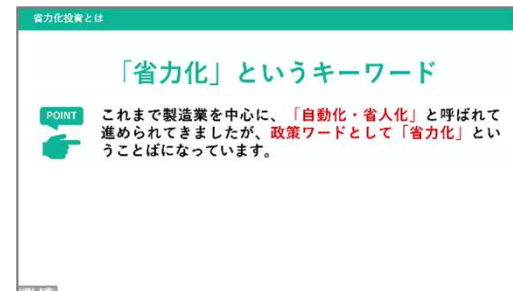 省力化投資とは
「省力化」というキーワード
POINT
これまで製造業を中心に、「自動化・省人化」と呼ばれて
進められてきましたが、政策ワードとして「省力化」とい
うことばになっています。